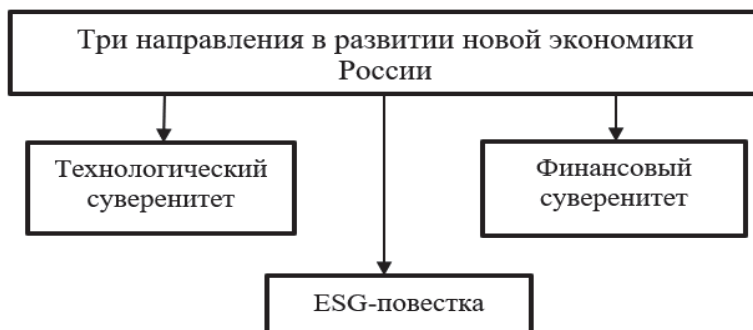 Три направления в развитии новой экономики
России
Технологический
суверенитет
Финансовый
суверенитет
ESG-повестка